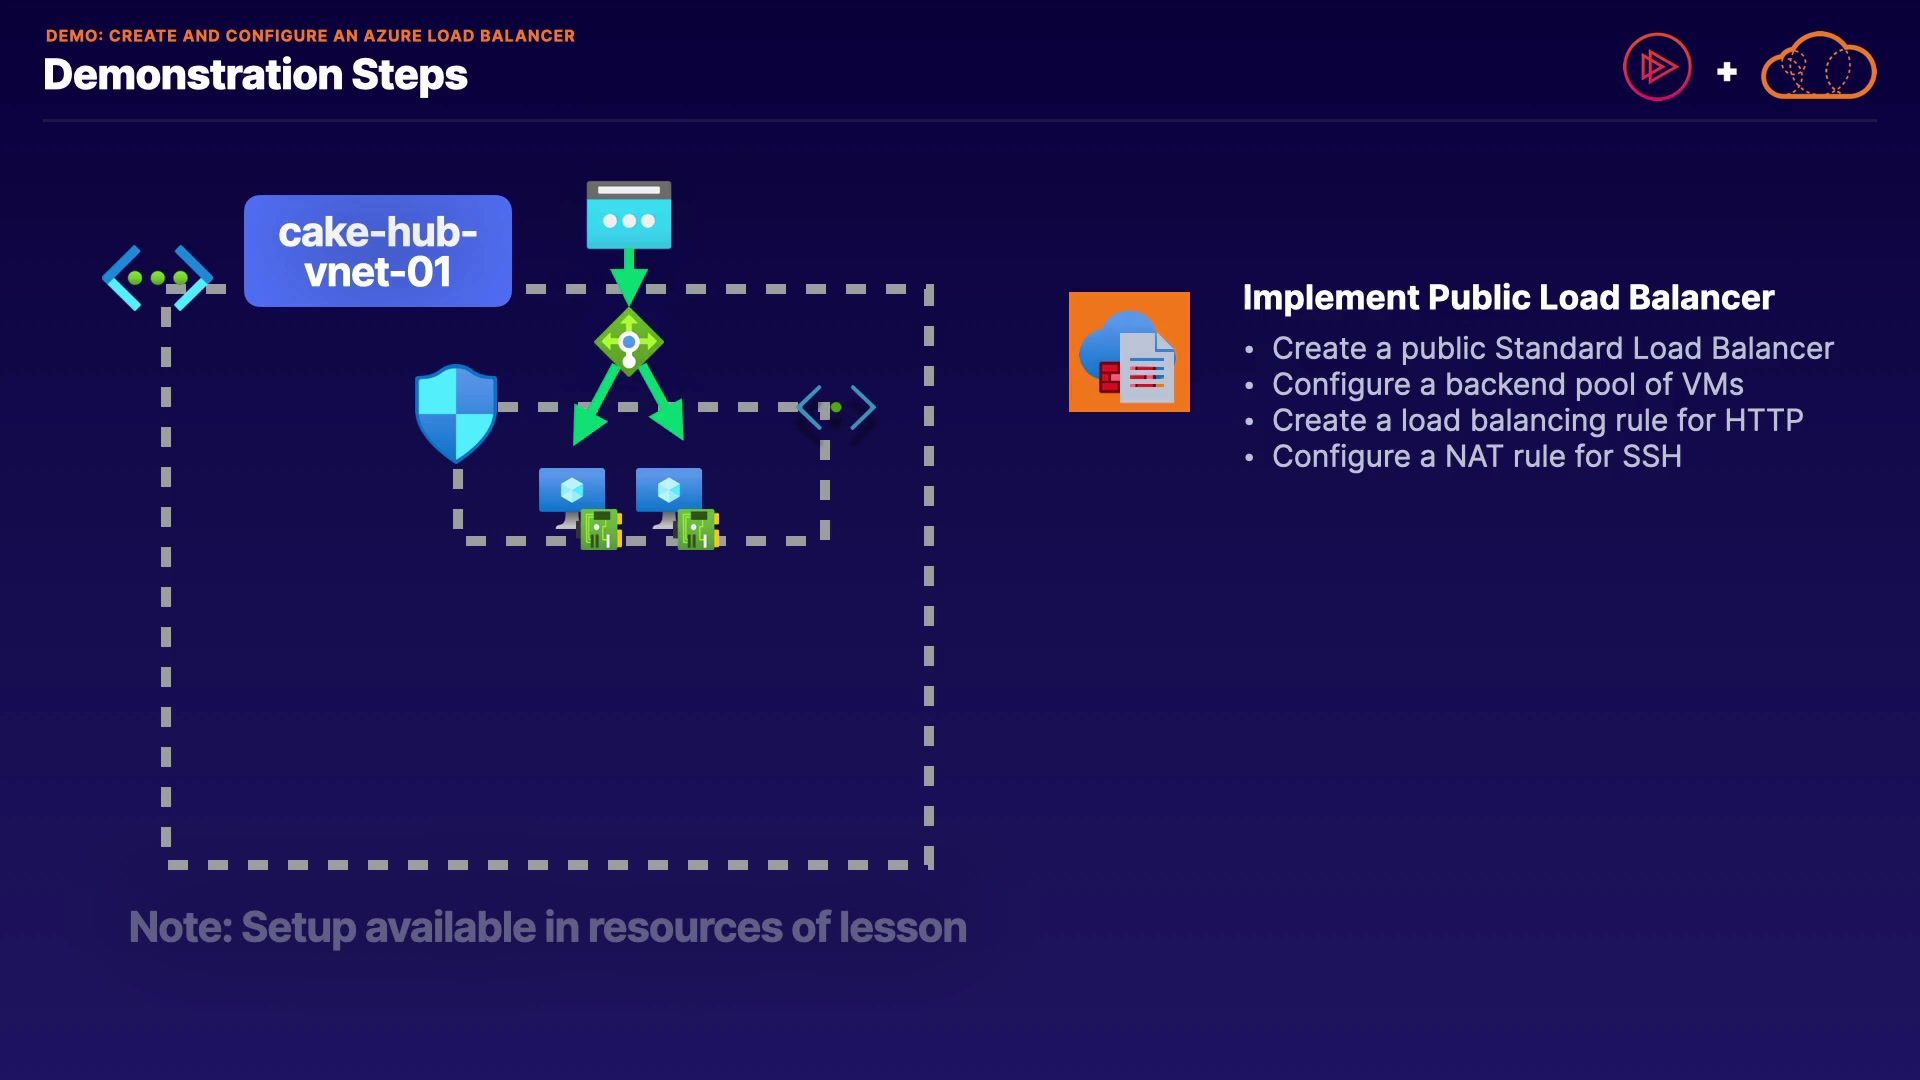 DEMO: CREATE AND CONFIGURE AN AZURE LOAD BALANCER
Demonstration Steps
cake-hub-
vnet-01
Implement Public Load Balancer
• Create a public Standard Load Balancer
• Configure a backend pool of VMs
• Create a load balancing rule for HTTP
• Configure a NAT rule for SSH
Note: Setup available in resources of lesson